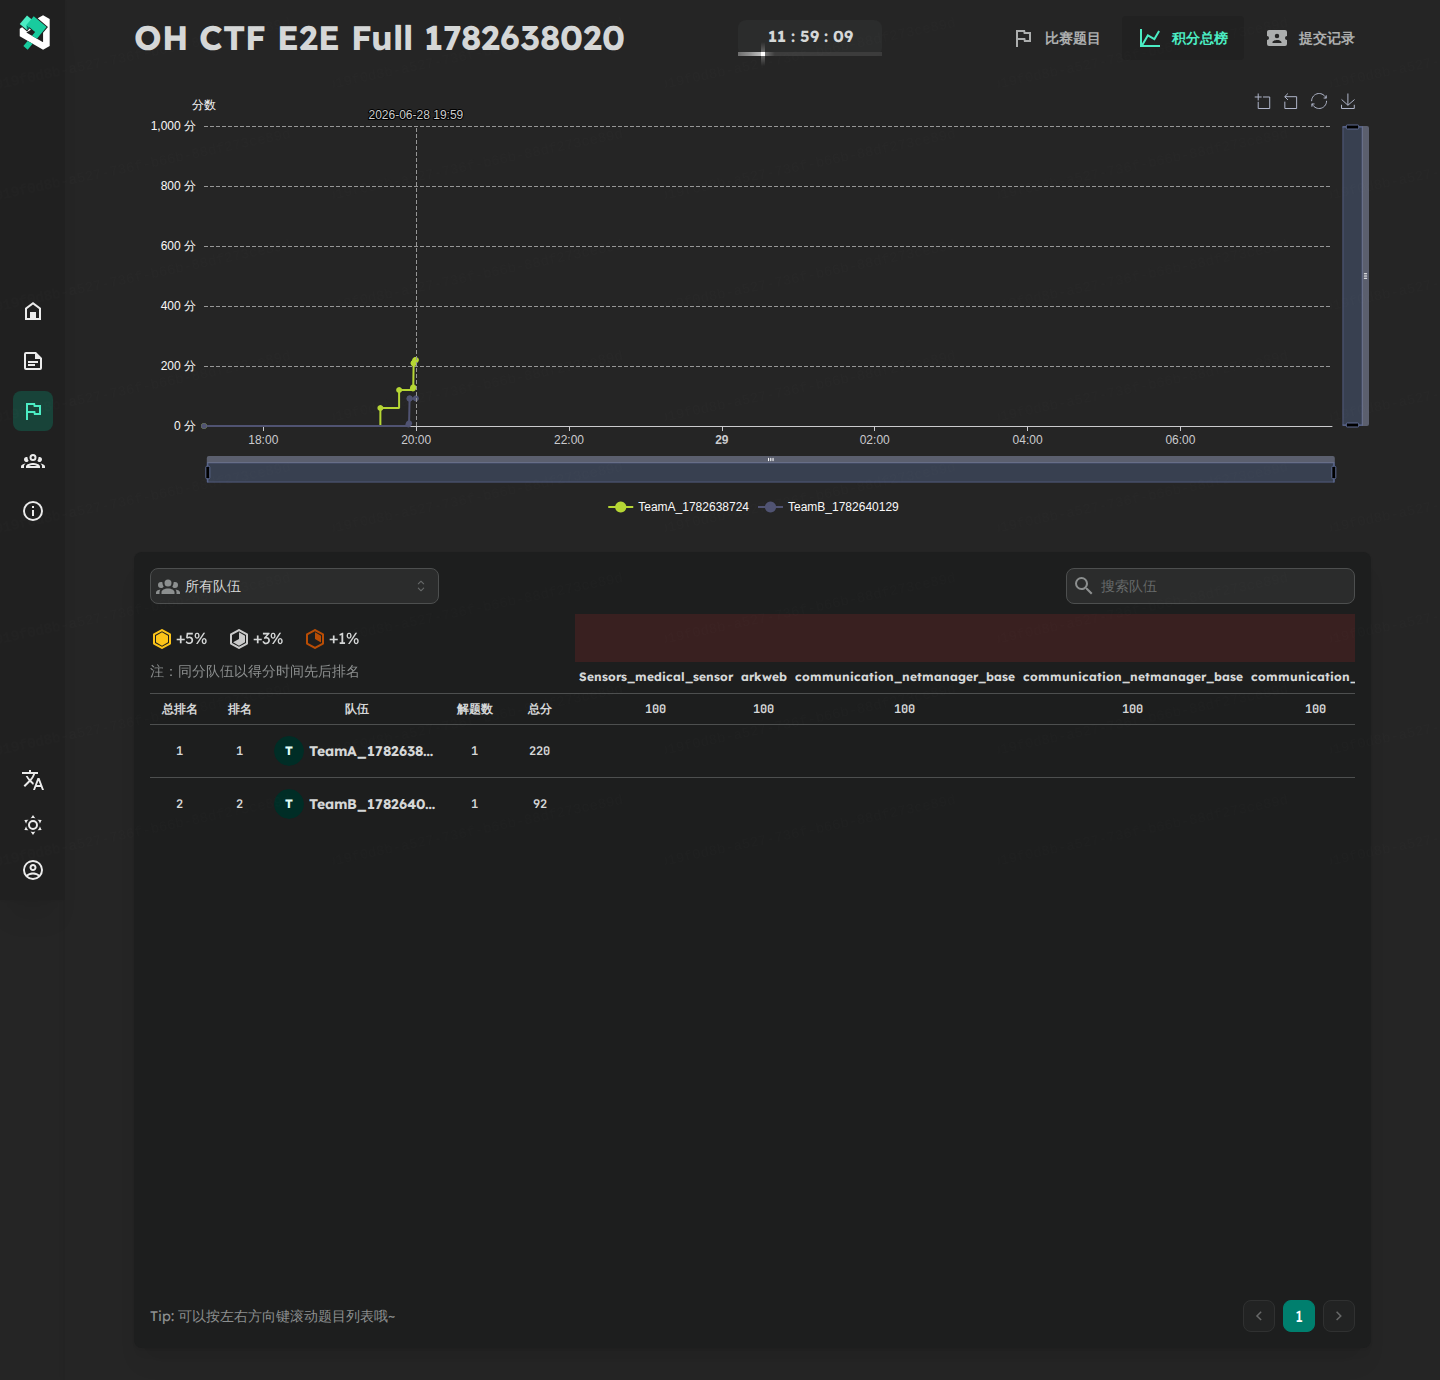 OH CTF E2E Full 1782638020
11 : 59 : 09
比赛题目
积分总榜
提交记录
分数
2026-06-28 19:59
1,000 分
800 分
600 分
400 分
200 分
0 分
18:00
20:00
22:00
29
02:00
04:00
06:00
TeamA_1782638724
TeamB_1782640129
所有队伍
搜索队伍
+5%
+3%
+1%
注：同分队伍以得分时间先后排名
Sensors_medical_sensor arkweb communication_netmanager_base communication_netmanager_base communication_
总排名 排名 队伍 解题数 总分 100 100 100 100 100
1 1 T TeamA_1782638... 1 220
2 2 T TeamB_1782640... 1 92
Tip: 可以按左右方向键滚动题目列表哦~
1